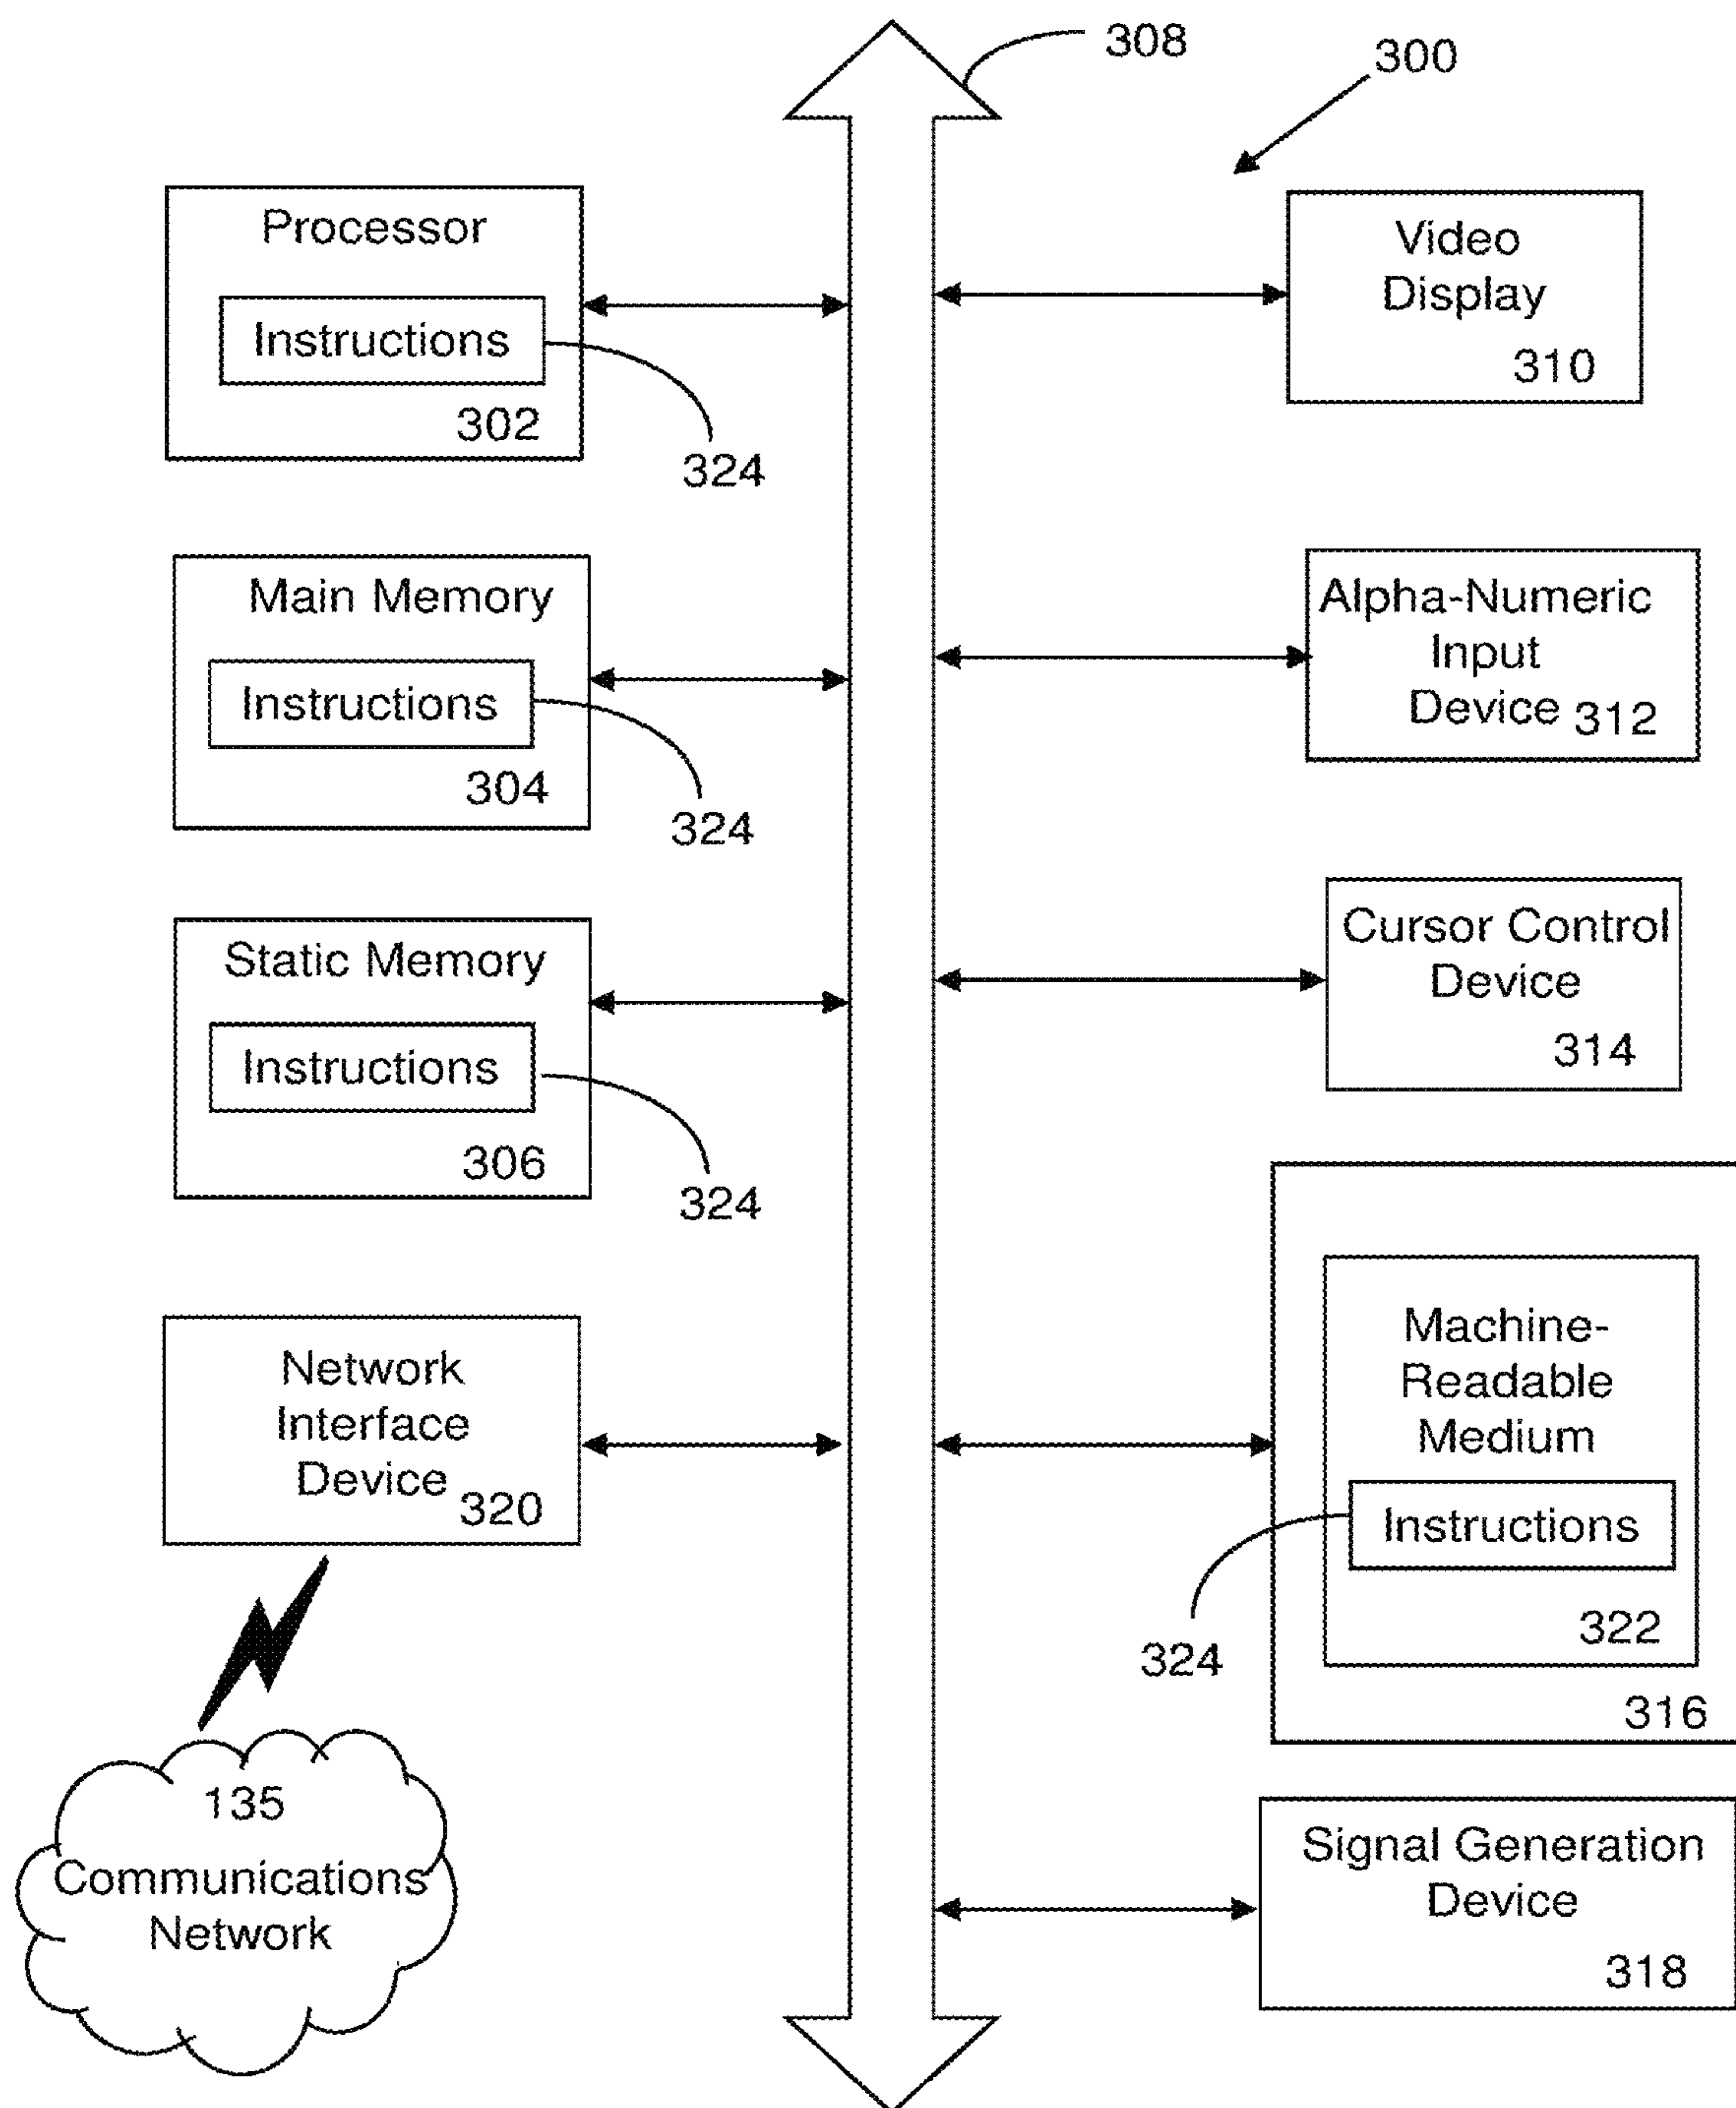 308
300
Processor
Instructions
302
324
Video
Display
310
Main Memory
Instructions
304
324
Alpha-Numeric
Input
Device 312
Static Memory
Instructions
306
324
Cursor Control
Device
314
Network
Interface
Device 320
Machine-
Readable
Medium
Instructions
322
324
316
135
Communications
Network
Signal Generation
Device
318